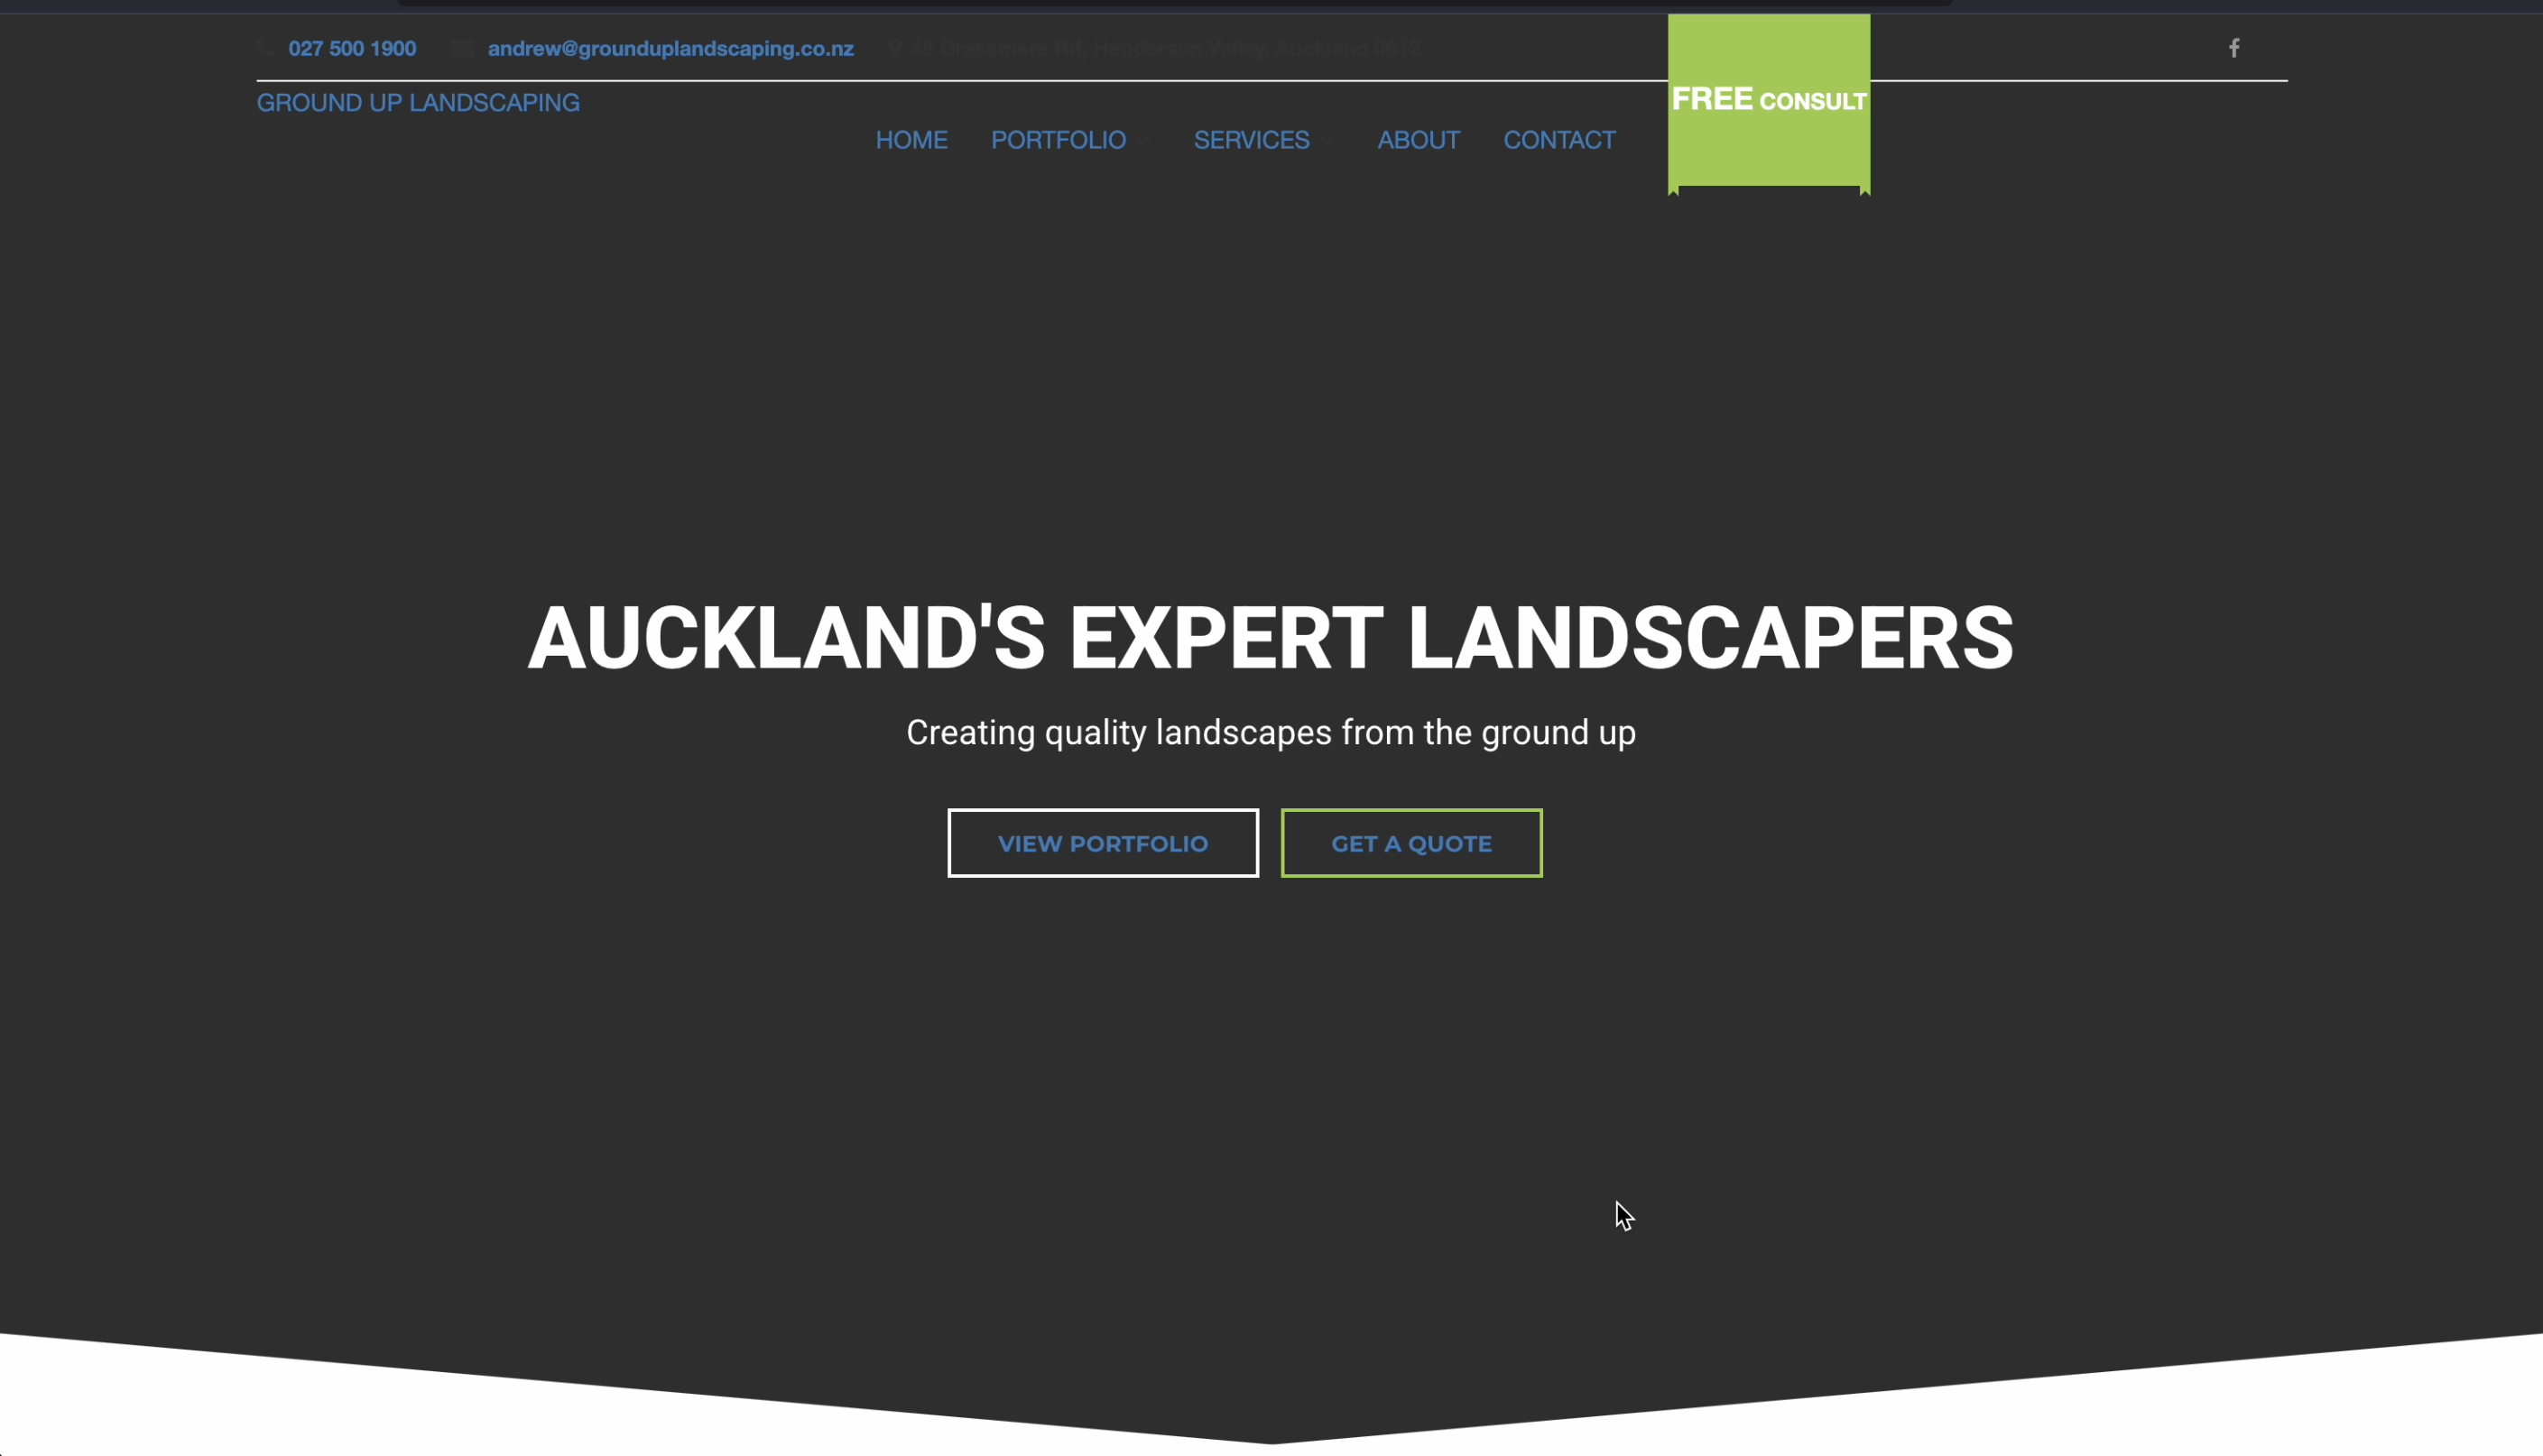 027 500 1900 andrew@grounduplandscaping.co.nz 45 Grassmere Rd, Henderson Valley, Auckland 0612
GROUND UP LANDSCAPING
FREE CONSULT
HOME PORTFOLIO SERVICES ABOUT CONTACT
AUCKLAND'S EXPERT LANDSCAPERS
Creating quality landscapes from the ground up
VIEW PORTFOLIO GET A QUOTE